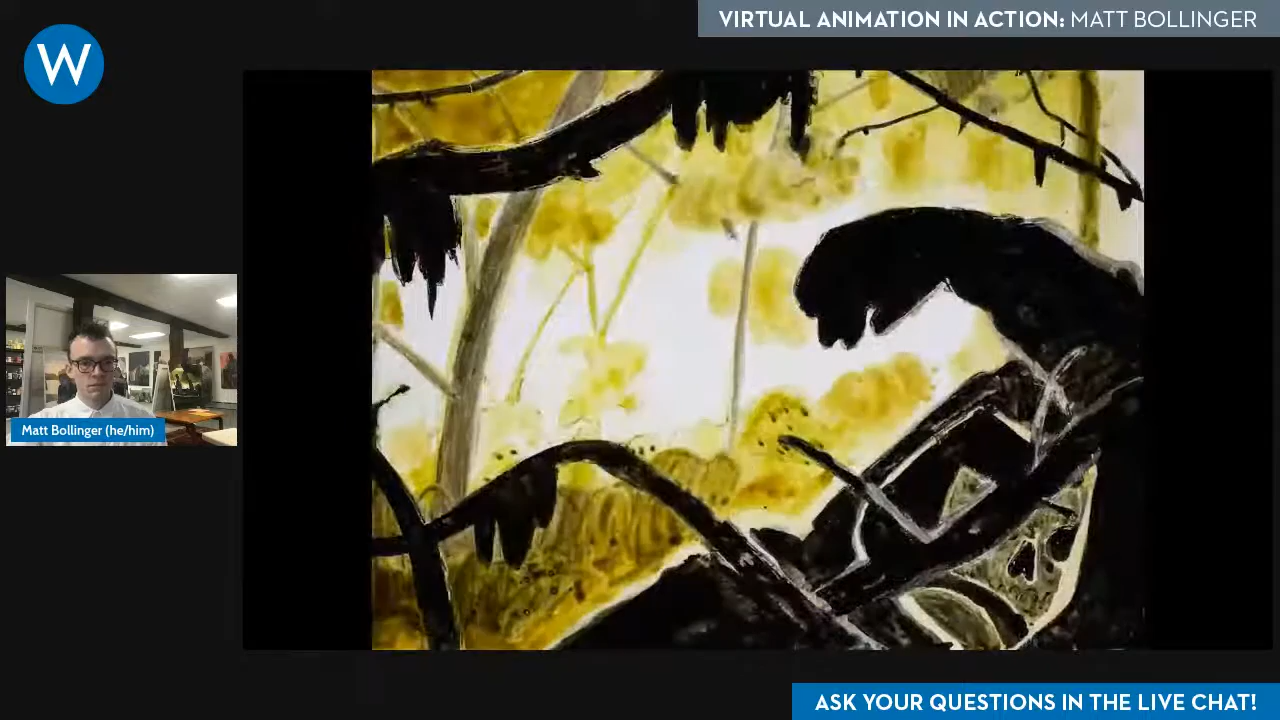 VIRTUAL ANIMATION IN ACTION: MATT BOLLINGER
W
Matt Bollinger (he/him)
ASK YOUR QUESTIONS IN THE LIVE CHAT!